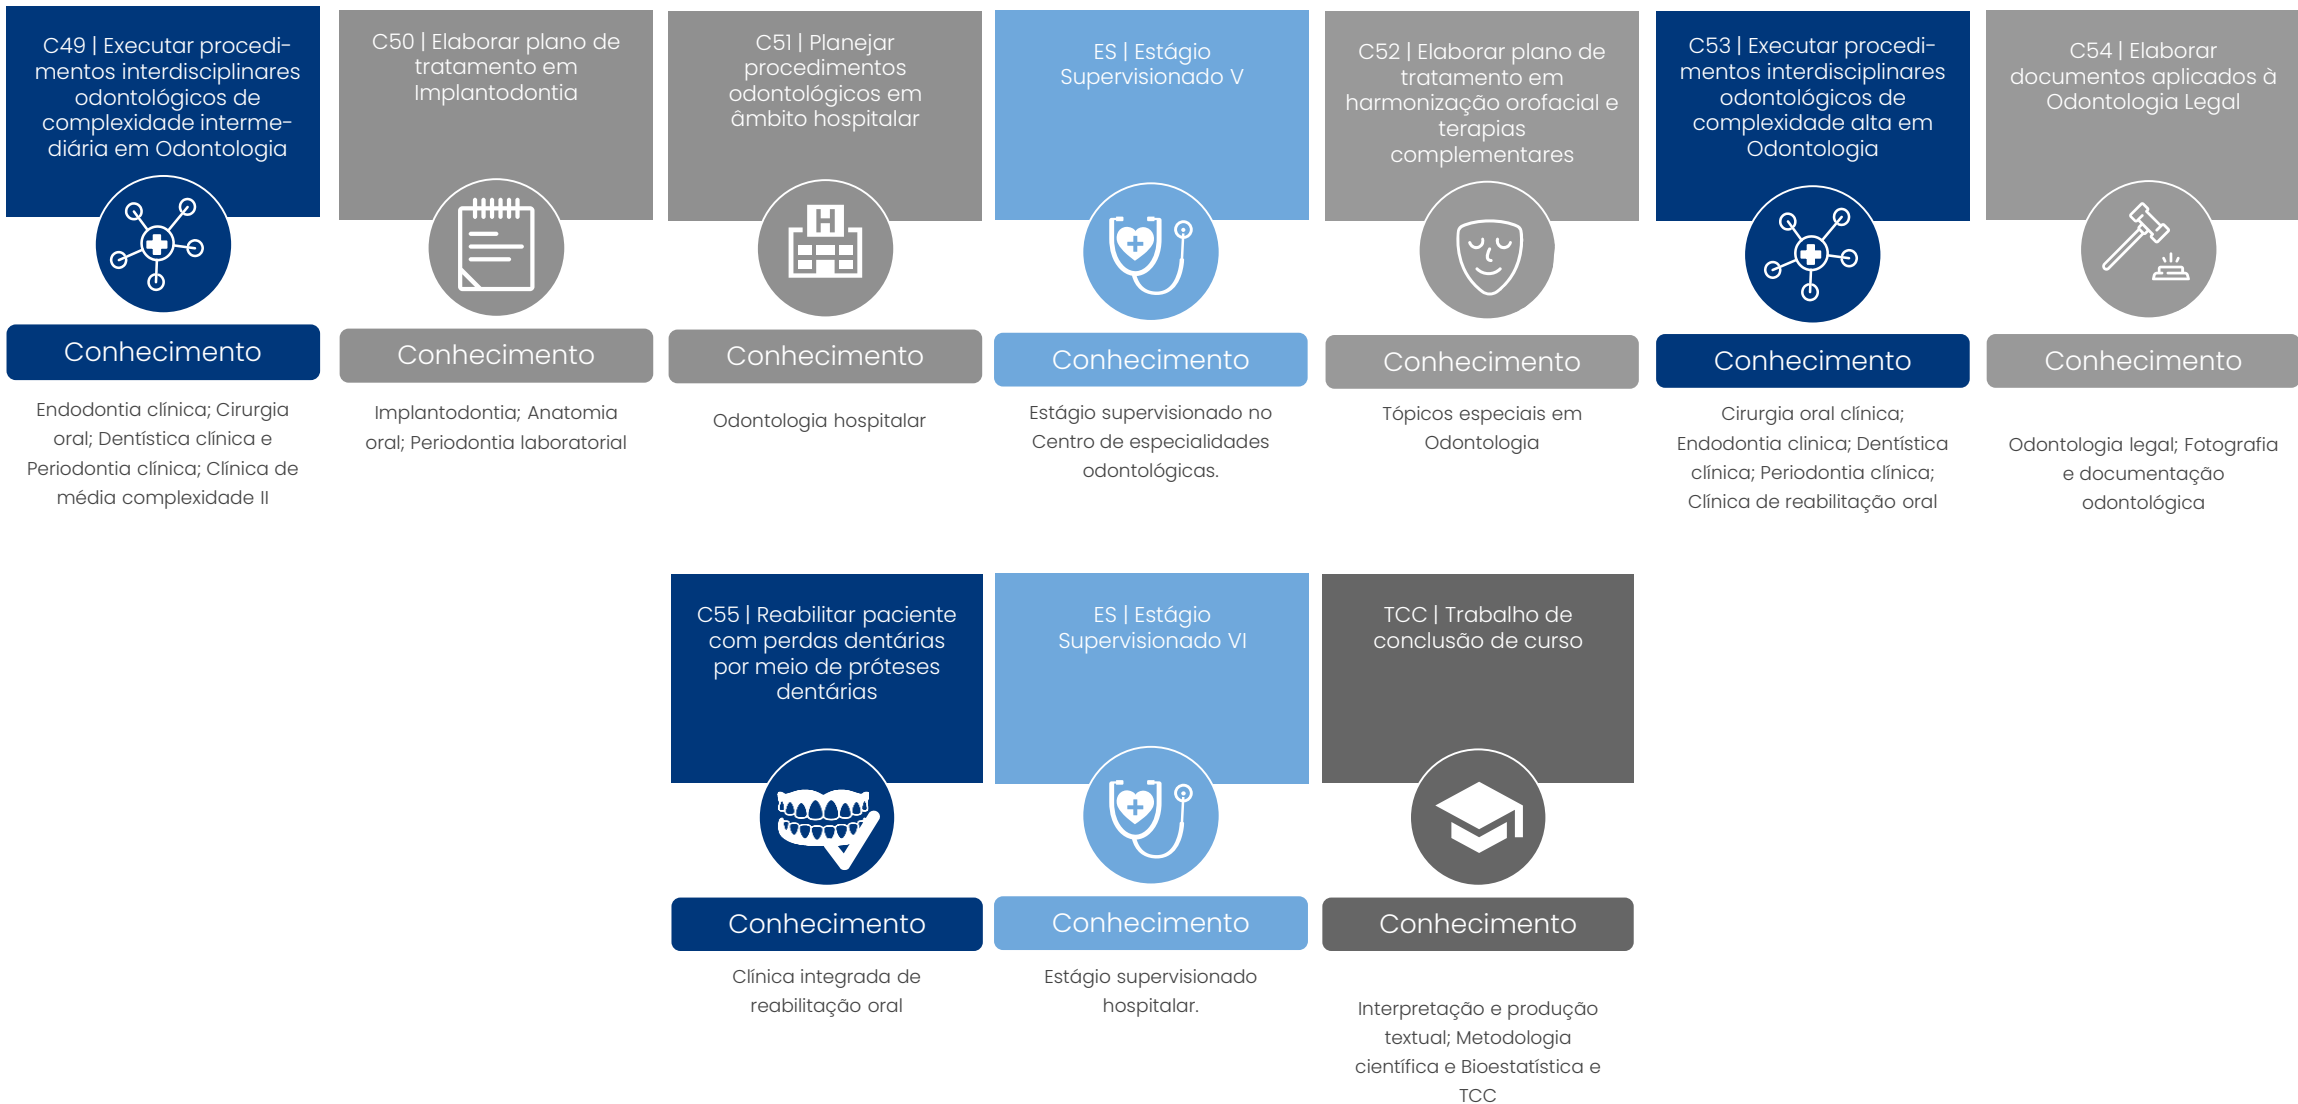 C49 | Executar procedi-
mentos interdisciplinares
odontológicos de
complexidade interme-
diária em Odontologia
Conhecimento
Endodontia clínica; Cirurgia
oral; Dentística clínica e
Periodontia clínica; Clínica de
média complexidade II
C50 | Elaborar plano de
tratamento em
Implantodontia
Conhecimento
Implantodontia; Anatomia
oral; Periodontia laboratorial
C51 | Planejar
procedimentos
odontológicos em
âmbito hospitalar
H
Conhecimento
Odontologia hospitalar
ES | Estágio
Supervisionado V
Conhecimento
Estágio supervisionado no
Centro de especialidades
odontológicas.
C52 | Elaborar plano de
tratamento em
harmonização orofacial e
terapias
complementares
Conhecimento
Tópicos especiais em
Odontologia
C53 | Executar procedi-
mentos interdisciplinares
odontológicos de
complexidade alta em
Odontologia
Conhecimento
Cirurgia oral clínica;
Endodontia clinica; Dentística
clínica; Periodontia clínica;
Clínica de reabilitação oral
C54 | Elaborar
documentos aplicados à
Odontologia Legal
Conhecimento
Odontologia legal; Fotografia
e documentação
odontológica
C55 | Reabilitar paciente
com perdas dentárias
por meio de próteses
dentárias
Conhecimento
Clínica integrada de
reabilitação oral
ES | Estágio
Supervisionado VI
Conhecimento
Estágio supervisionado
hospitalar.
TCC | Trabalho de
conclusão de curso
Conhecimento
Interpretação e produção
textual; Metodologia
científica e Bioestatística e
TCC